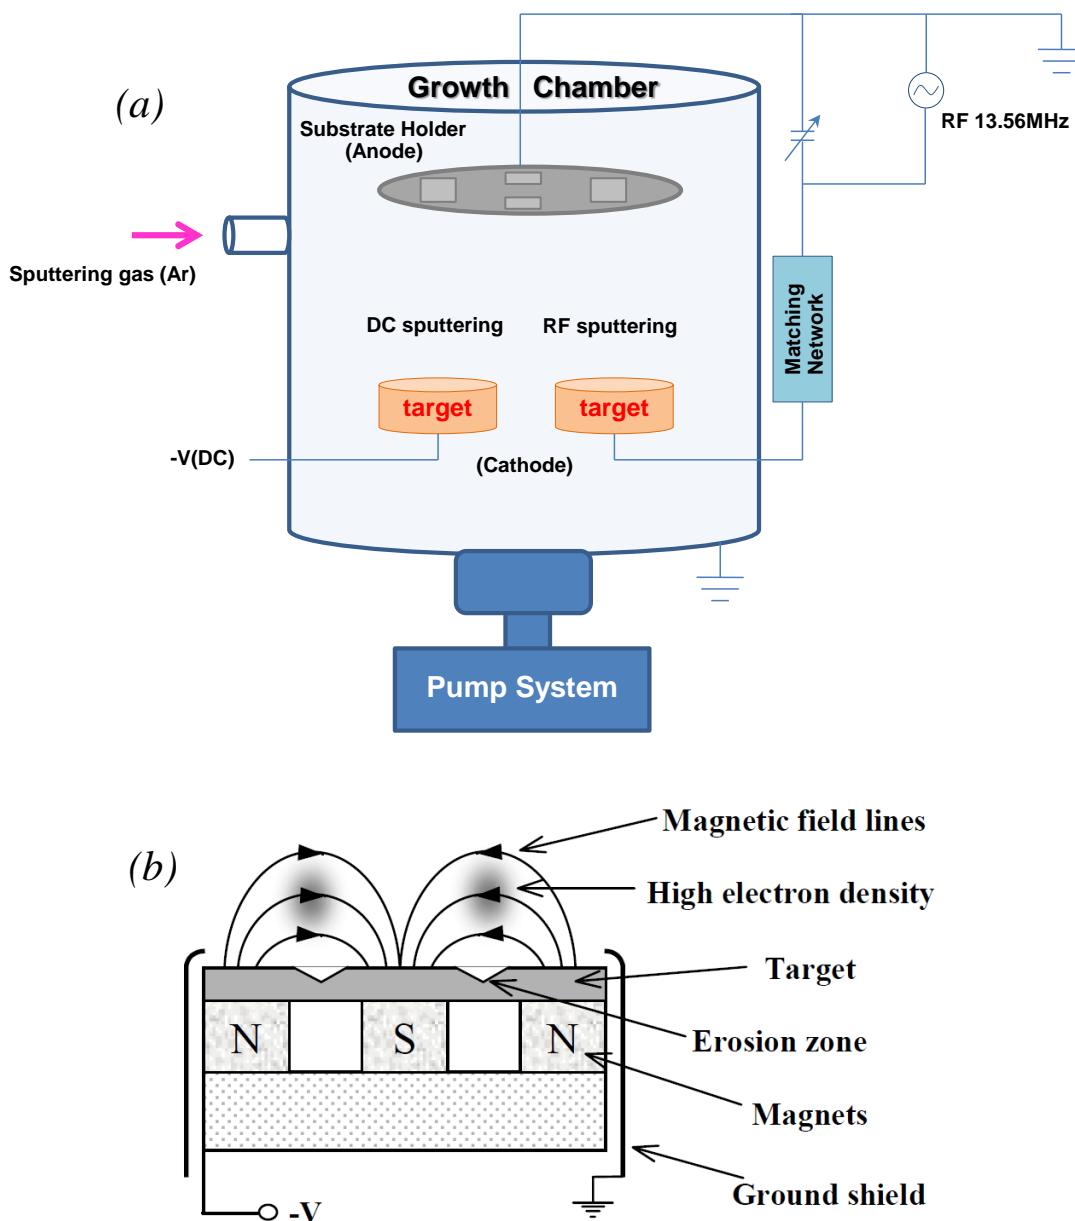 (a)
Growth Chamber
Substrate Holder
(Anode)
RF 13.56MHz
Sputtering gas (Ar)
DC sputtering
RF sputtering
Matching
Network
target
target
-V(DC)
(Cathode)
Pump System
(b)
Magnetic field lines
High electron density
Target
N
S
N
Erosion zone
Magnets
Ground shield
-V